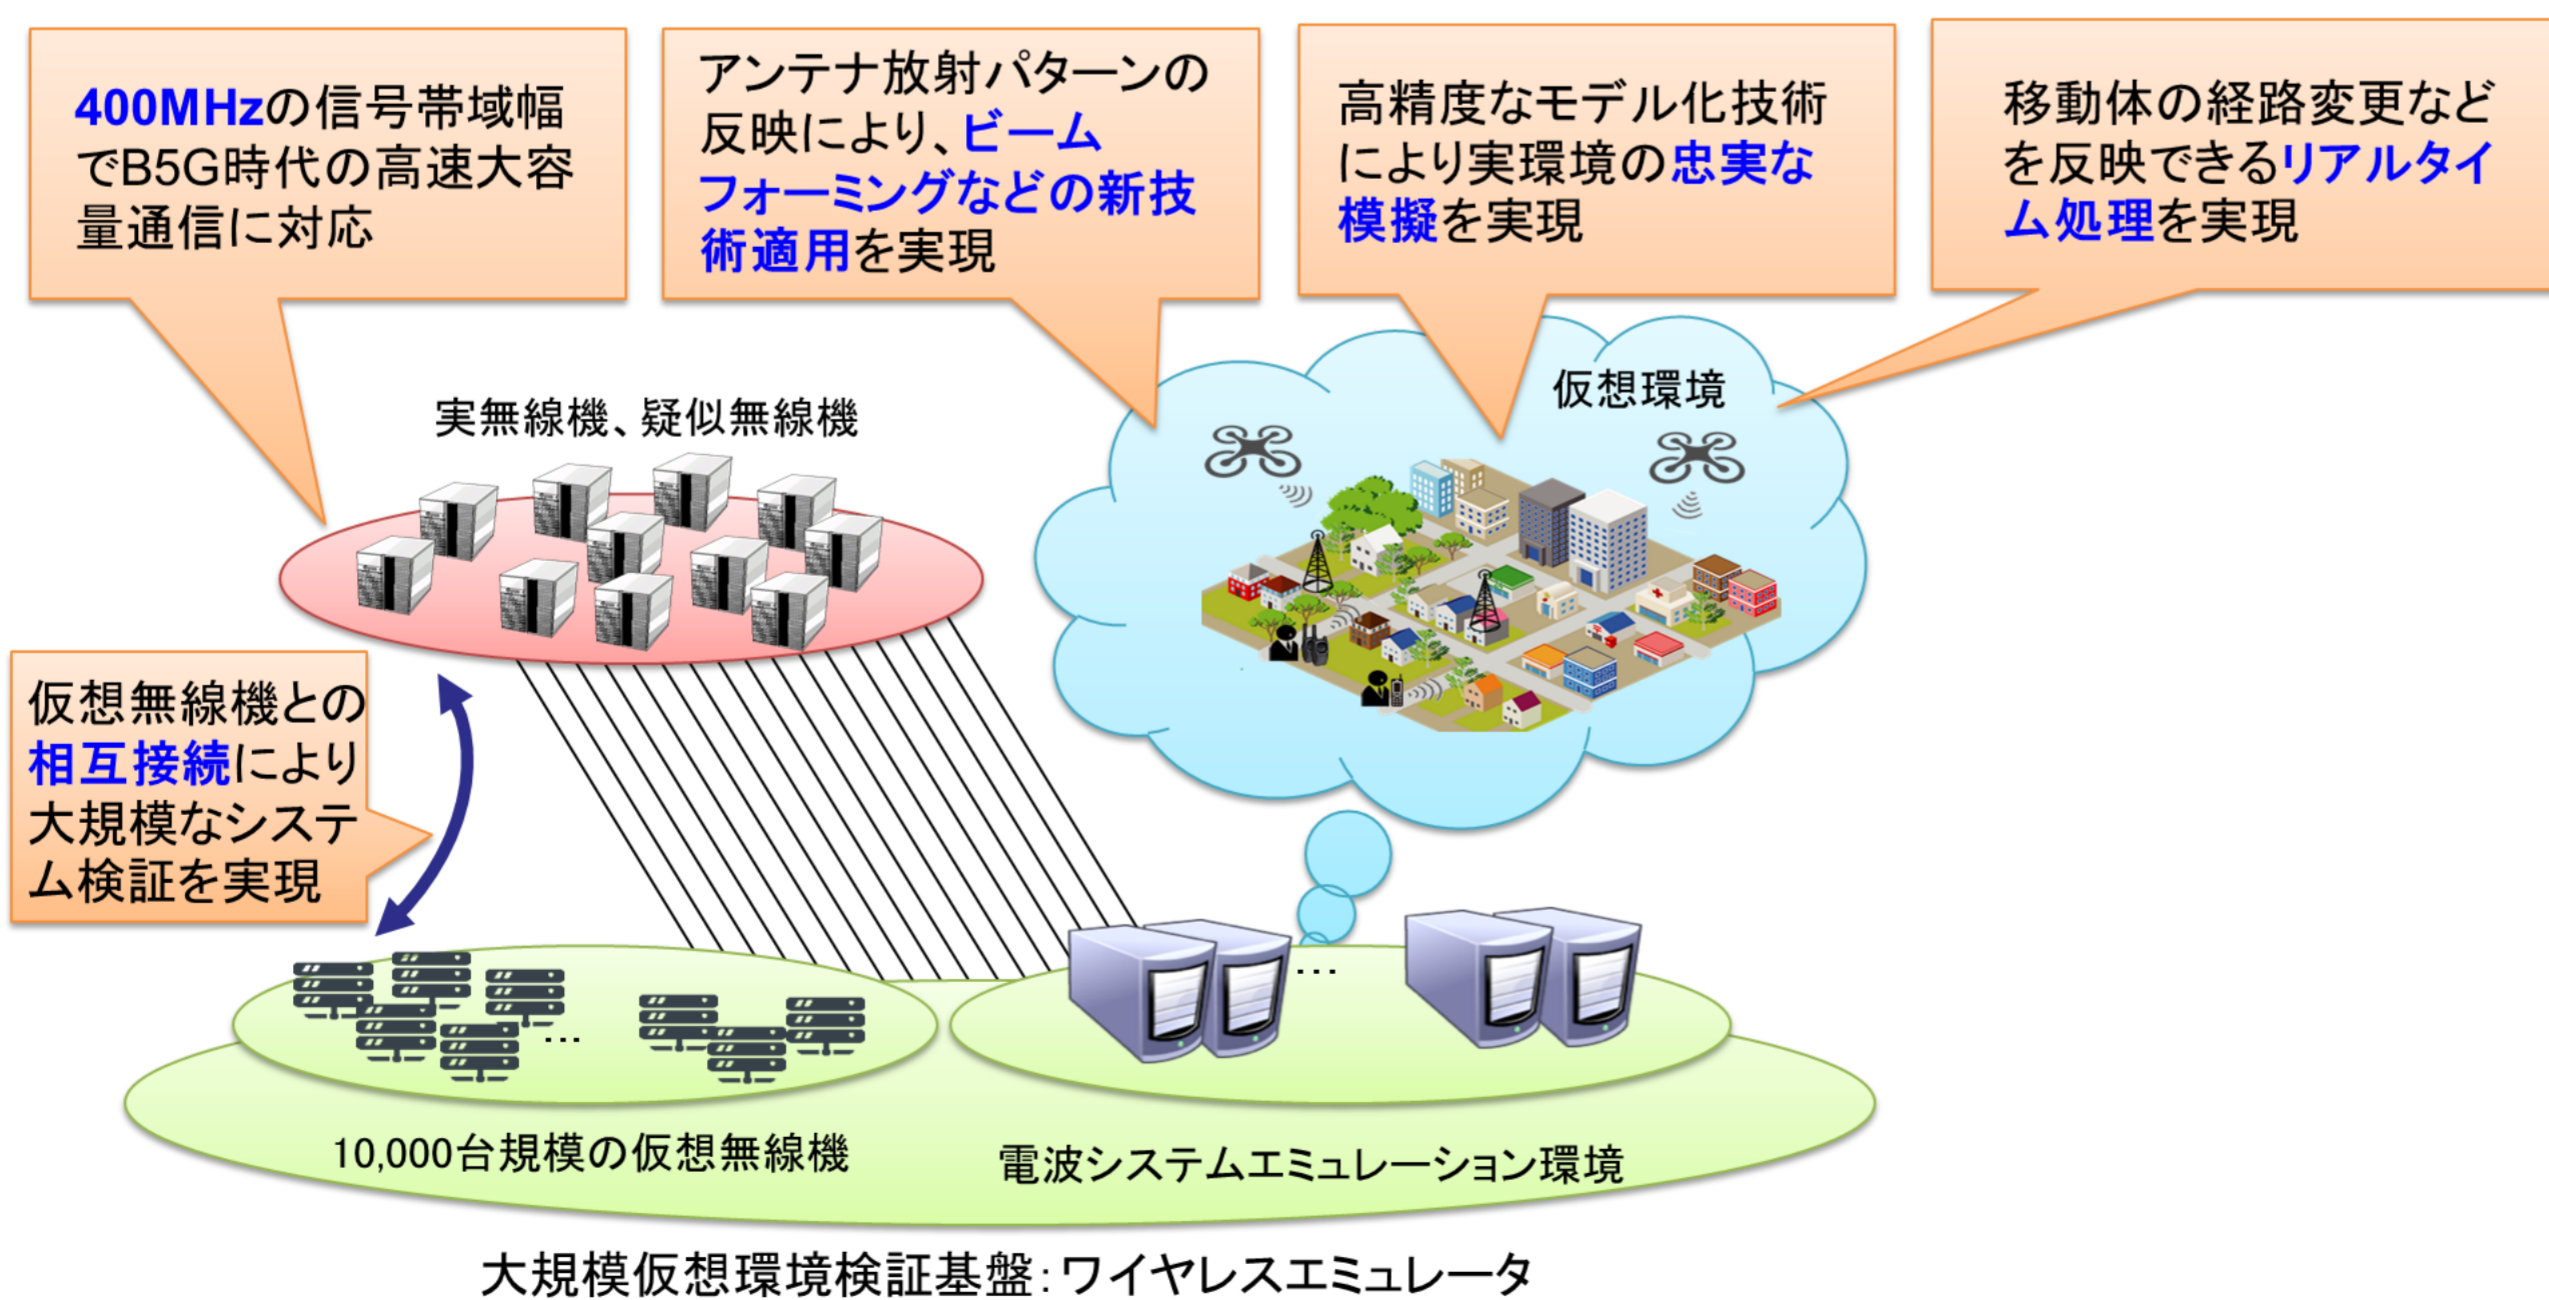 400MHzの信号帯域幅
でB5G時代の高速大容
量通信に対応
アンテナ放射パターンの
反映により、ビーム
フォーミングなどの新技
術適用を実現
高精度なモデル化技術
により実環境の忠実な
模擬を実現
移動体の経路変更など
を反映できるリアルタイ
ム処理を実現
実無線機、疑似無線機
仮想環境
仮想無線機との
相互接続により
大規模なシステ
ム検証を実現
…
…
10,000台規模の仮想無線機
電波システムエミュレーション環境
大規模仮想環境検証基盤：ワイヤレスエミュレータ